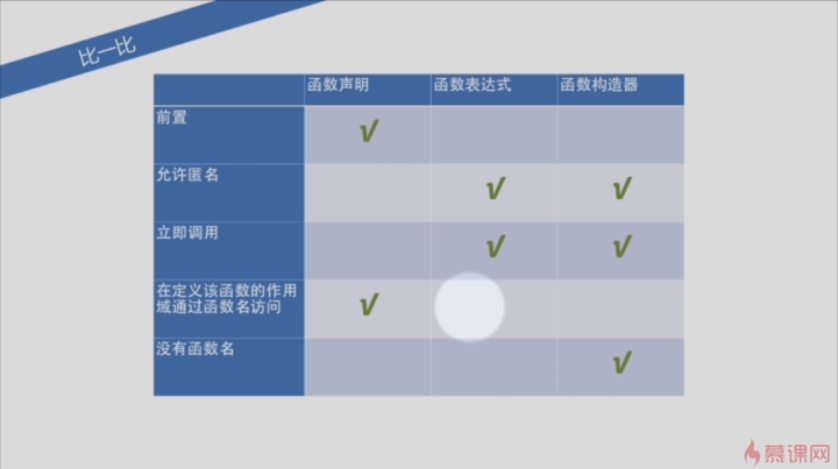 比一比
函数声明 函数表达式 函数构造器
前置 √
允许匿名 √ √
立即调用 √ √
在定义该函数的作用
域通过函数名访问 √
没有函数名 √
慕课网